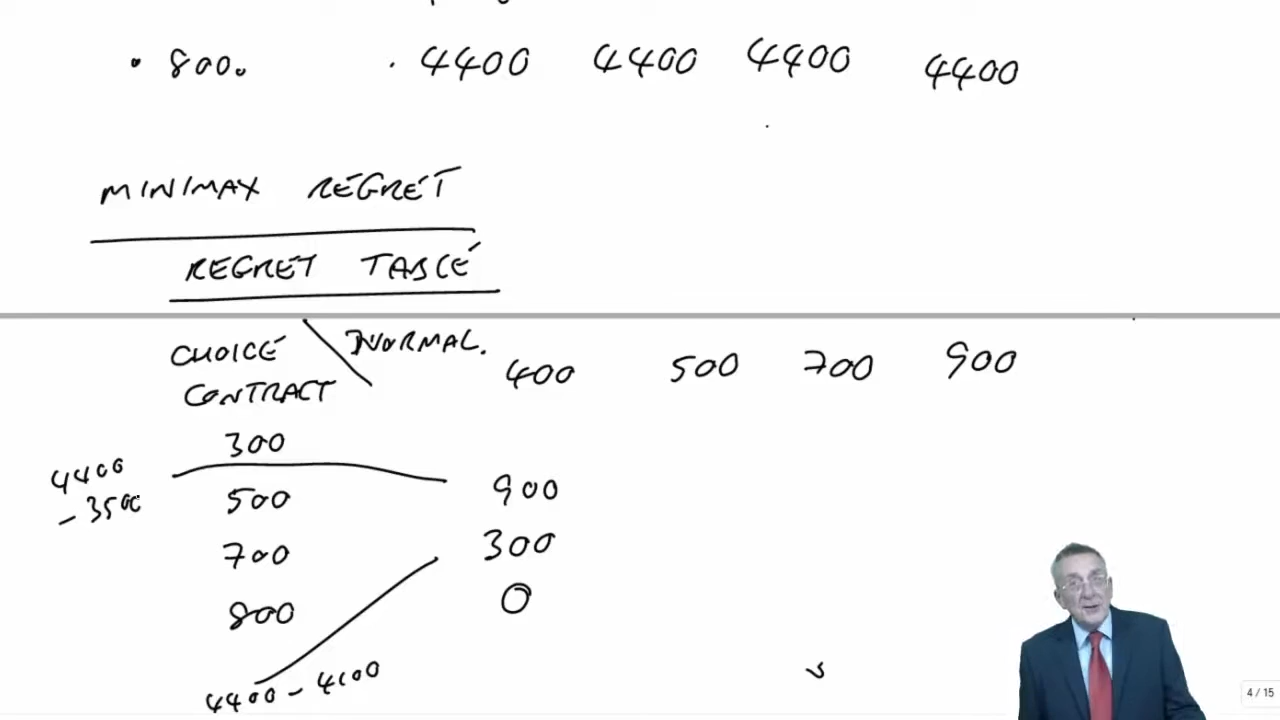 • 800. • 4400 4400 4400 4400
MINIMAX REGRET
REGRET TABLE
CHOICE NORMAL.
CONTRACT 400 500 700 900
300
4400
- 3500 500 900
700 300
800 0
4400 - 4100
4 / 15